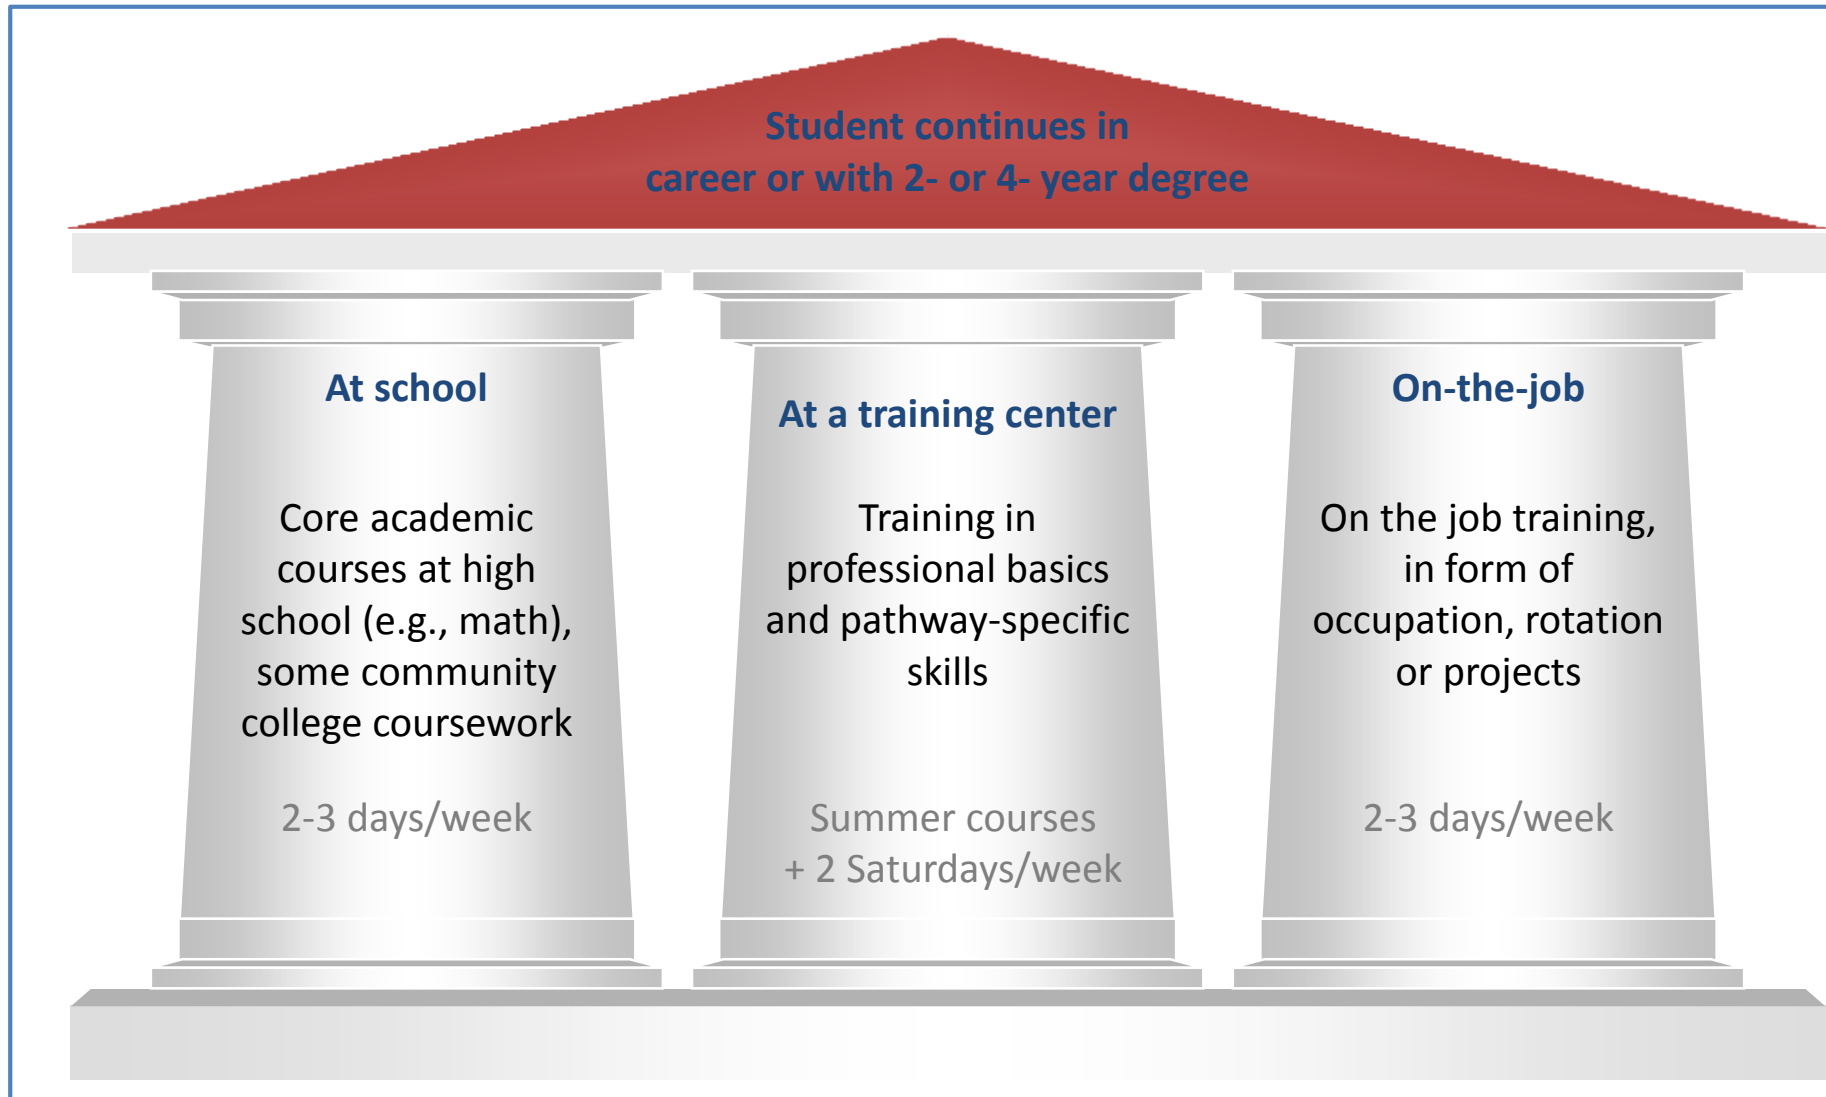 Student continues in
career or with 2- or 4- year degree
At school
Core academic
courses at high
school (e.g., math),
some community
college coursework
2-3 days/week
At a training center
Training in
professional basics
and pathway-specific
skills
Summer courses
+ 2 Saturdays/week
On-the-job
On the job training,
in form of
occupation, rotation
or projects
2-3 days/week